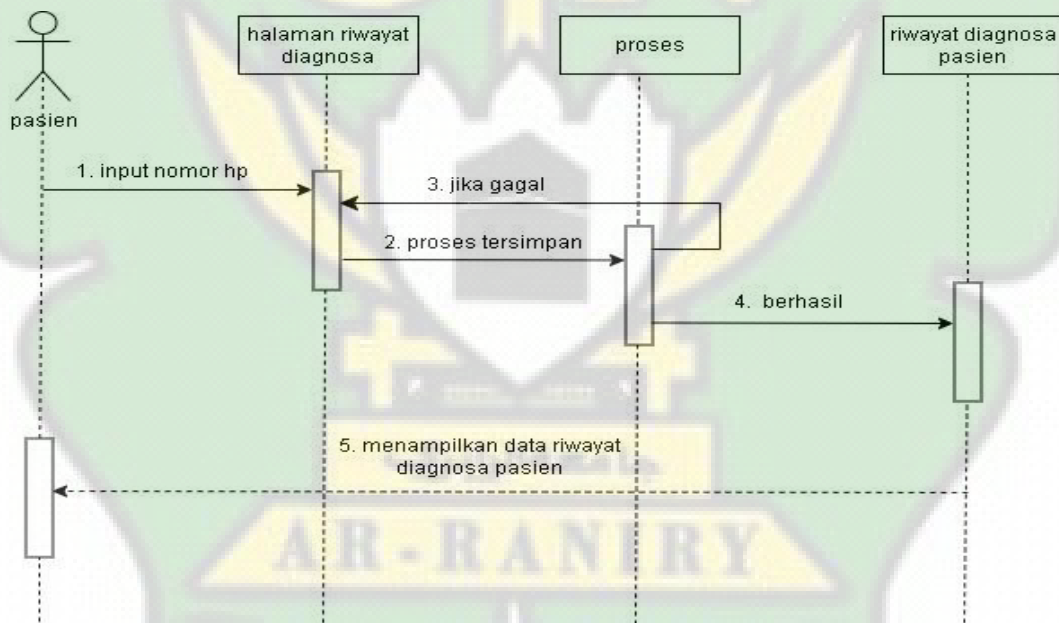 halaman riwayat
diagnosa
proses
riwayat diagnosa
pasien
pasien
1. input nomor hp
3. jika gagal
2. proses tersimpan
4. berhasil
5. menampilkan data riwayat
diagnosa pasien
AR-RANIRY